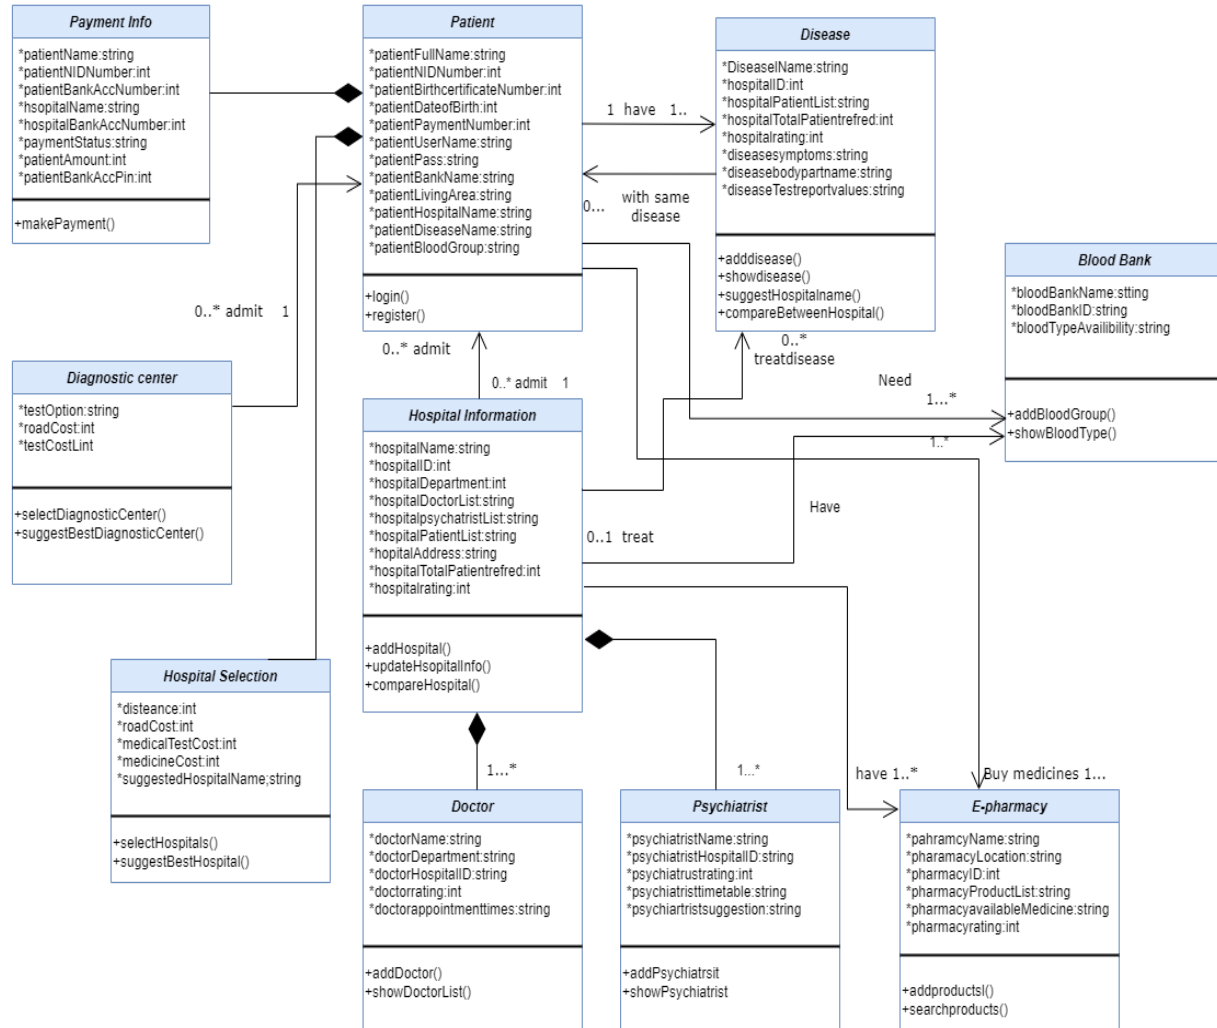 Payment Info
*patientName:string
*patientNIDNumber:int
*patientBankAccNumber:int
*hsopitalName:string
*hospitalBankAccNumber:int
*paymentStatus:string
*patientAmount:int
*patientBankAccPin:int
+makePayment()
Patient
*patientFullName:string
*patientNIDNumber:int
*patientBirthcertificateNumber:int
*patientDateofBirth:int
*patientPaymentNumber:int
*patientUserName:string
*patientPass:string
*patientBankName:string
*patientLivingArea:string
*patientHospitalName:string
*patientDiseaseName:string
*patientBloodGroup:string
+login()
+register()
1 have 1..
0... with same
disease
Disease
*DiseaselName:string
*hospitalID:int
*hospitalPatientList:string
*hospitalTotalPatientrefred:int
*hospitalrating:int
*diseasesymptoms:string
*diseasebodypartname:string
*diseaseTestreportvalues:string
+adddisease()
+showdisease()
+suggestHospitalname()
+compareBetweenHospital()
Blood Bank
*bloodBankName:stting
*bloodBankID:string
*bloodTypeAvailibility:string
+addBloodGroup()
+showBloodType()
0..* admit 1
0..* admit
0..* admit 1
0..*
treatdisease
Need
1...*
1..*
Have
Diagnostic center
*testOption:string
*roadCost:int
*testCostLint
+selectDiagnosticCenter()
+suggestBestDiagnosticCenter()
Hospital Information
*hospitalName:string
*hospitalID:int
*hospitalDepartment:int
*hospitalDoctorList:string
*hospitalpsychatristList:string
*hospitalPatientList:string
*hopitalAddress:string
*hospitalTotalPatientrefred:int
*hospitalrating:int
+addHospital()
+updateHsopitalInfo()
+compareHospital()
0..1 treat
Hospital Selection
*disteance:int
*roadCost:int
*medicalTestCost:int
*medicineCost:int
*suggestedHospitalName;string
+selectHospitals()
+suggestBestHospital()
1...*
1...*
have 1..*
Buy medicines 1...
Doctor
*doctorName:string
*doctorDepartment:string
*doctorHospitalID:string
*doctorrating:int
*doctorappointmenttimes:string
+addDoctor()
+showDoctorList()
Psychiatrist
*psychiatristName:string
*psychiatristHospitalID:string
*psychiatrustrating:int
*psychiatristtimetable:string
*psychiartristsuggestion:string
+addPsychiatrsit
+showPsychiatrist
E-pharmacy
*pahramcyName:string
*pharamacyLocation:string
*pharmacyID:int
*pharmacyProductList:string
*pharmacyavailableMedicine:string
*pharmacyrating:int
+addproductsl()
+searchproducts()